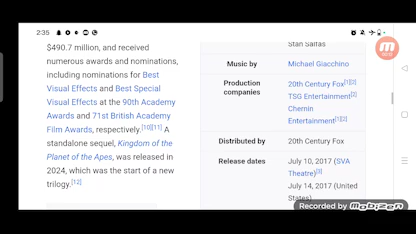 2:35
$490.7 million, and received
numerous awards and nominations,
including nominations for Best
Visual Effects and Best Special
Visual Effects at the 90th Academy
Awards and 71st British Academy
Film Awards, respectively.[10][11] A
standalone sequel, Kingdom of the
Planet of the Apes, was released in
2024, which was the start of a new
trilogy.[12]
Stan Salfas
Music by Michael Giacchino
Production companies
20th Century Fox[1][2]
TSG Entertainment[2]
Chernin
Entertainment[1][2]
Distributed by 20th Century Fox
Release dates July 10, 2017 (SVA
Theatre)[3]
July 14, 2017 (United
States)
Recorded by Mobizen